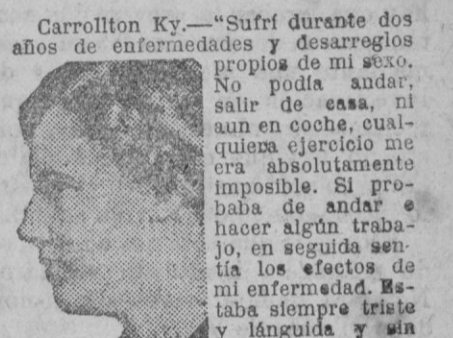 Carrollton Ky.—"Sufrí durante dos
años de enfermedades y desarreglos
propios de mi sexo.
No podía andar,
salir de casa, ni
aun en coche, cual-
quiera ejercicio me
era absolutamente
imposible. Si pro-
baba de andar e
hacer algún traba-
jo, en seguida sen-
tía los efectos de
mi enfermedad. Es-
taba siempre triste
y lánguida y sin